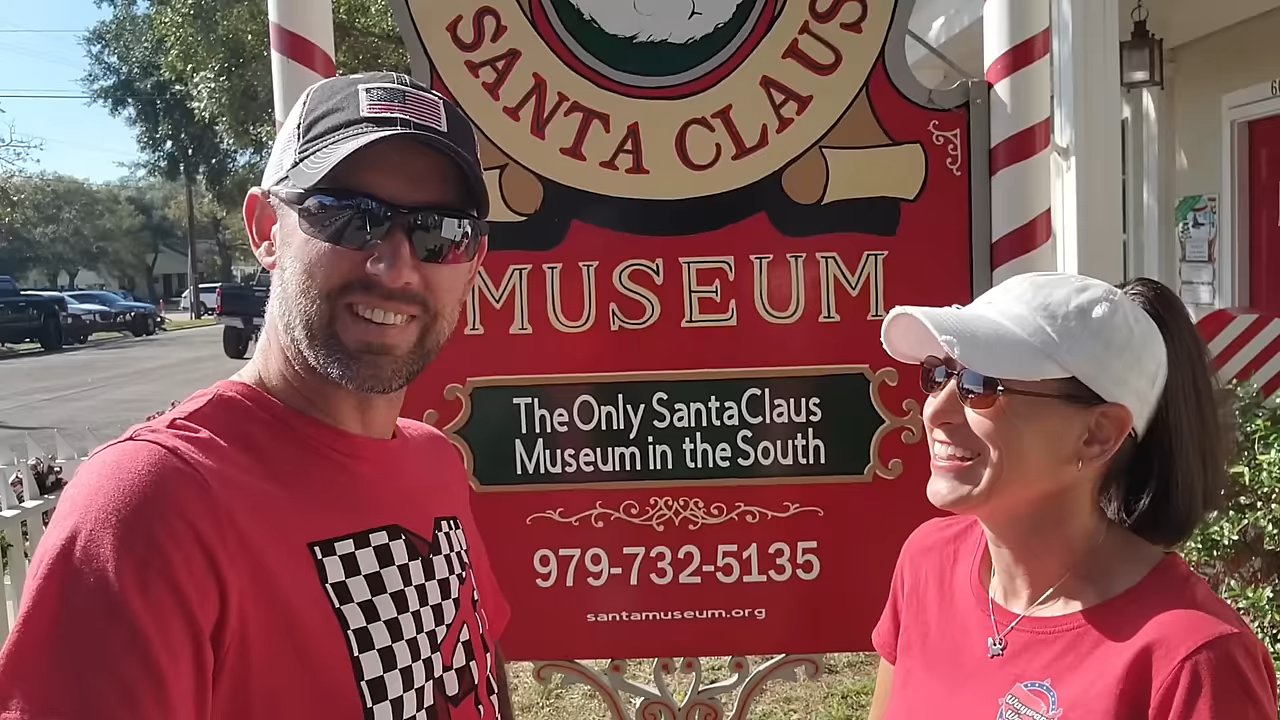 SANTA CLAUS
MUSEUM
The Only Santa Claus
Museum in the South
979-732-5135
santamuseum.org